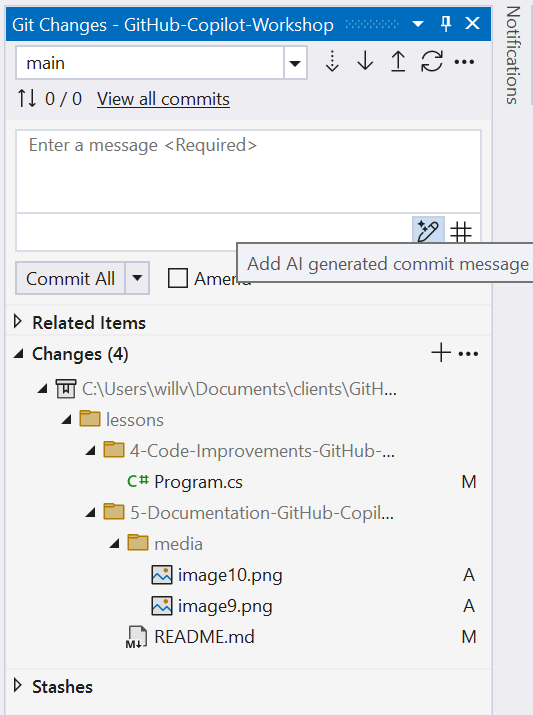 Git Changes - GitHub-Copilot-Workshop
Notifications
main
0 / 0 View all commits
Enter a message <Required>
Add AI generated commit message
Commit All
Amend
Related Items
Changes (4)
C:\Users\willv\Documents\clients\GitH...
lessons
4-Code-Improvements-GitHub-...
C# Program.cs M
5-Documentation-GitHub-Copil...
media
image10.png A
image9.png A
M↓ README.md M
Stashes